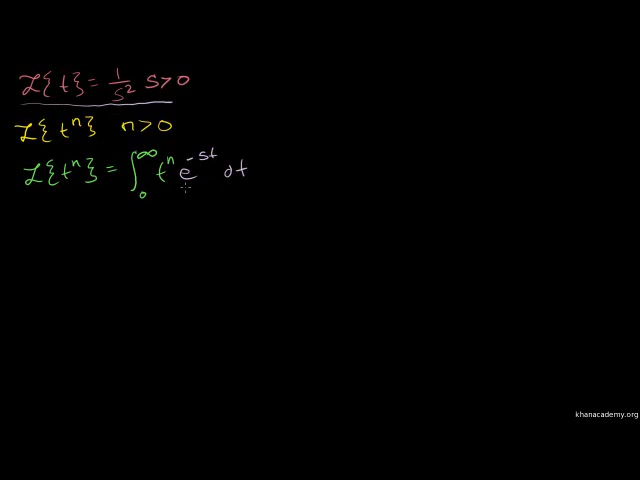 ℒ{t} = 1/s² s>0
ℒ{tⁿ} n>0
ℒ{tⁿ} = ∫₀^∞ tⁿ e^(-st) dt
khanacademy.org